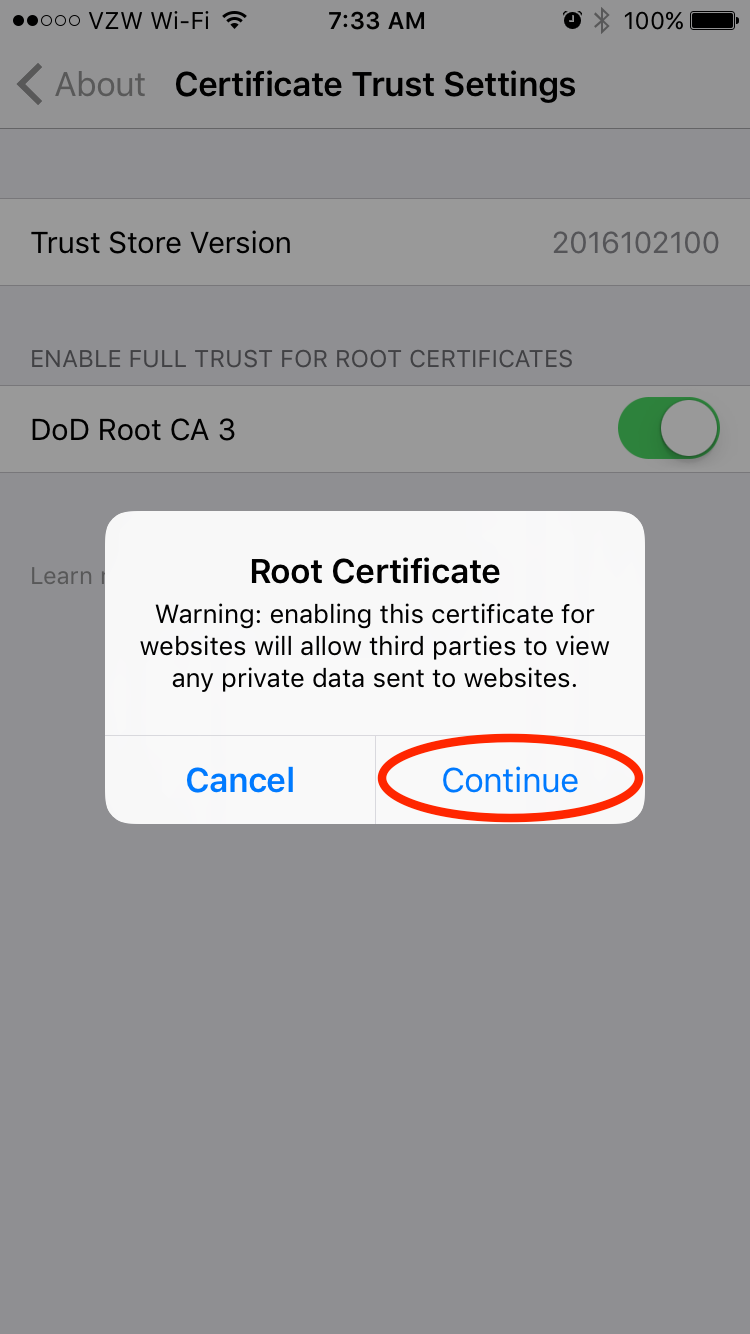 VZW Wi-Fi 7:33 AM 100%
About Certificate Trust Settings
Trust Store Version 2016102100
ENABLE FULL TRUST FOR ROOT CERTIFICATES
DoD Root CA 3
Learn
Root Certificate
Warning: enabling this certificate for
websites will allow third parties to view
any private data sent to websites.
Cancel Continue